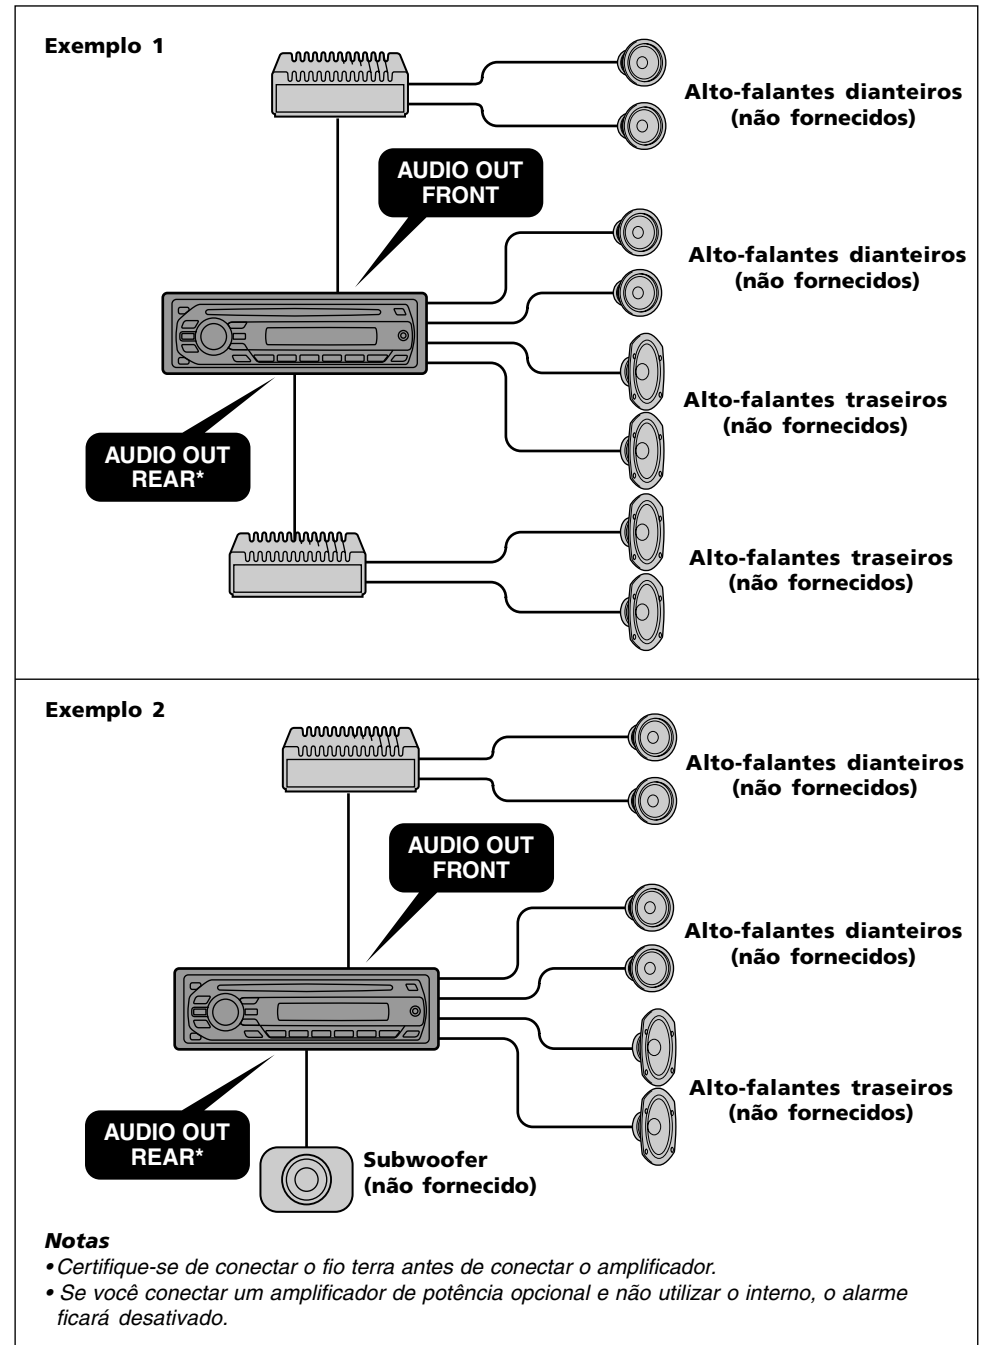 Exemplo 1
Alto-falantes dianteiros
(não fornecidos)
AUDIO OUT
FRONT
Alto-falantes dianteiros
(não fornecidos)
Alto-falantes traseiros
(não fornecidos)
AUDIO OUT
REAR*
Alto-falantes traseiros
(não fornecidos)
Exemplo 2
Alto-falantes dianteiros
(não fornecidos)
AUDIO OUT
FRONT
Alto-falantes dianteiros
(não fornecidos)
Alto-falantes traseiros
(não fornecidos)
AUDIO OUT
REAR*
Subwoofer
(não fornecido)
Notas
• Certifique-se de conectar o fio terra antes de conectar o amplificador.
• Se você conectar um amplificador de potência opcional e não utilizar o interno, o alarme
ficará desativado.